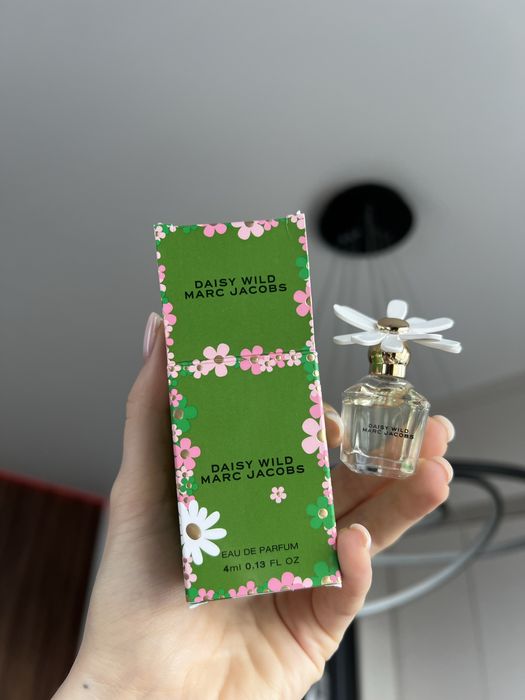 DAISY WILD
MARC JACOBS
DAISY WILD
MARC JACOBS
EAU DE PARFUM
4ml 0.13 FL OZ
DAISY WILD
MARC JACOBS